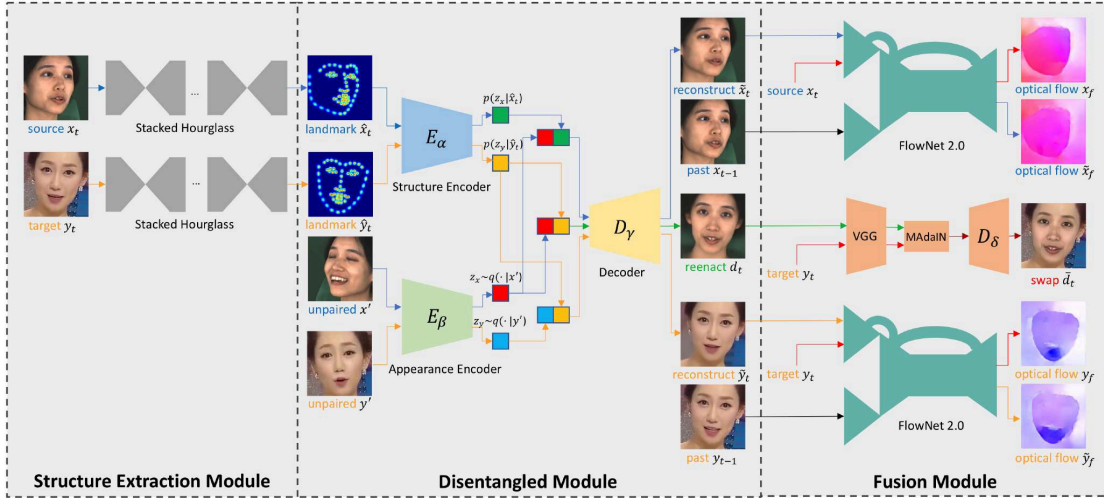 source x_t
...
Stacked Hourglass
landmark x̂_t
target y_t
...
Stacked Hourglass
landmark ŷ_t
unpaired x′
unpaired y′
E_α
Structure Encoder
E_β
Appearance Encoder
p(z_x|x̂_t)
p(z_y|ŷ_t)
z_x~q(·|x′)
z_y~q(·|y′)
D_γ
Decoder
reconstruct x̃_t
past x_{t−1}
reenact d_t
reconstruct ỹ_t
past y_{t−1}
source x_t
FlowNet 2.0
optical flow x_f
optical flow x̃_f
target y_t
VGG
MAdaIN
D_δ
swap d̄_t
target y_t
FlowNet 2.0
optical flow y_f
optical flow ỹ_f
Structure Extraction Module
Disentangled Module
Fusion Module